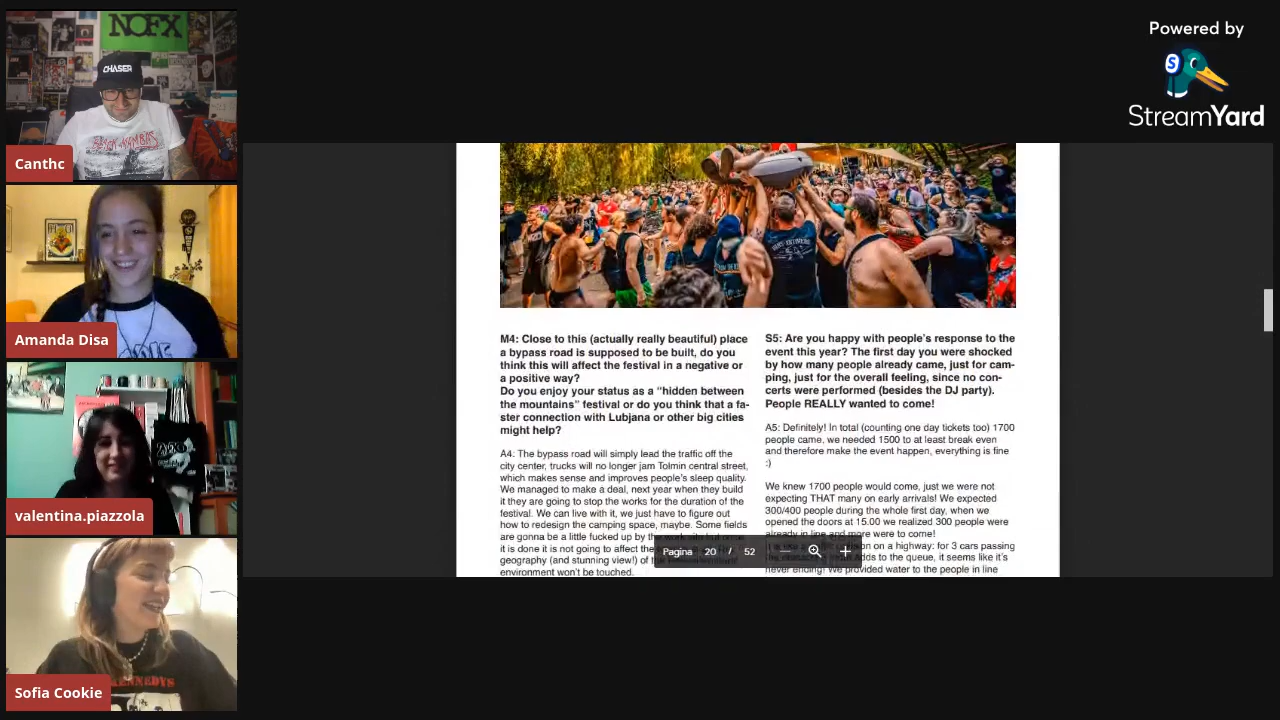 Powered by
StreamYard
NOFX
CHASER
Canthc
Amanda Disa
valentina.piazzola
Sofia Cookie
M4: Close to this (actually really beautiful) place
a bypass road is supposed to be built, do you
think this will affect the festival in a negative or
a positive way?
Do you enjoy your status as a “hidden between
the mountains” festival or do you think that a fa-
ster connection with Lubjana or other big cities
might help?
A4: The bypass road will simply lead the traffic off the
city center, trucks will no longer jam Tolmin central street,
which makes sense and improves people's sleep quality.
We managed to make a deal, next year when they build
it they are going to stop the works for the duration of the
festival. We can live with it, we just have to figure out
how to redesign the camping space, maybe. Some fields
are gonna be a little fucked up by the
it is done it is not going to affect the
geography (and stunning view!) of
environment won't be touched.
S5: Are you happy with people's response to the
event this year? The first day you were shocked
by how many people already came, just for cam-
ping, just for the overall feeling, since no con-
certs were performed (besides the DJ party).
People REALLY wanted to come!
A5: Definitely! In total (counting one day tickets too) 1700
people came, we needed 1500 to at least break even
and therefore make the event happen, everything is fine
:)
We knew 1700 people would come, just we were not
expecting THAT many on early arrivals! We expected
300/400 people during the whole first day, when we
opened the doors at 15.00 we realized 300 people were
already in line and more were to come!
on a highway: for 3 cars passing
adds to the queue, it seems like it's
never ending! We provided water to the people in line
Pagina 20 / 52